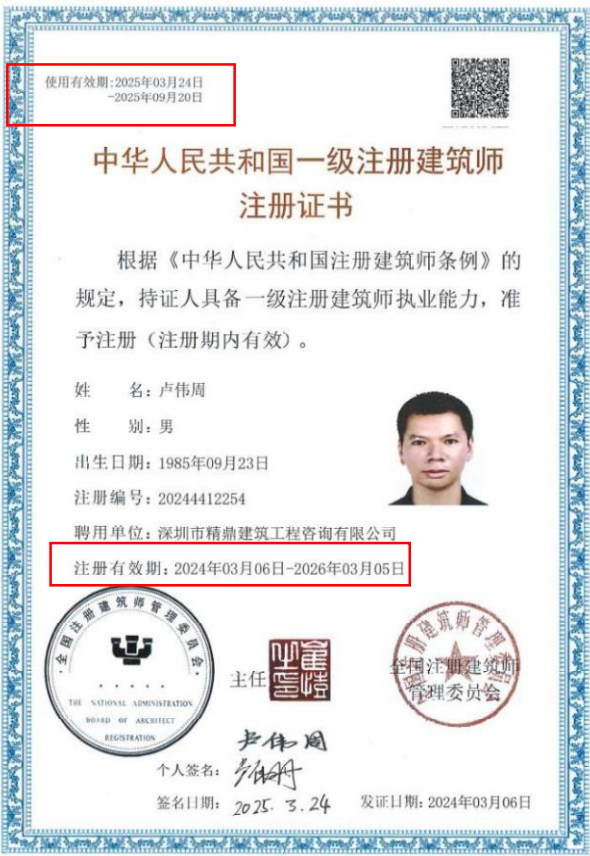 使用有效期:2025年03月24日
-2025年09月20日
中华人民共和国一级注册建筑师
注册证书
根据《中华人民共和国注册建筑师条例》的
规定，持证人具备一级注册建筑师执业能力，准
予注册（注册期内有效）。
姓 名：卢伟周
性 别：男
出生日期：1985年09月23日
注册编号：20244412254
聘用单位：深圳市精鼎建筑工程咨询有限公司
注册有效期：2024年03月06日-2026年03月05日
全国注册建筑师管理委员会
THE NATIONAL ADMINISTRATION
BOARD OF ARCHITECT
REGISTRATION
主任
全国注册建筑师
管理委员会
卢伟周
个人签名：
签名日期：2025.3.24
发证日期：2024年03月06日